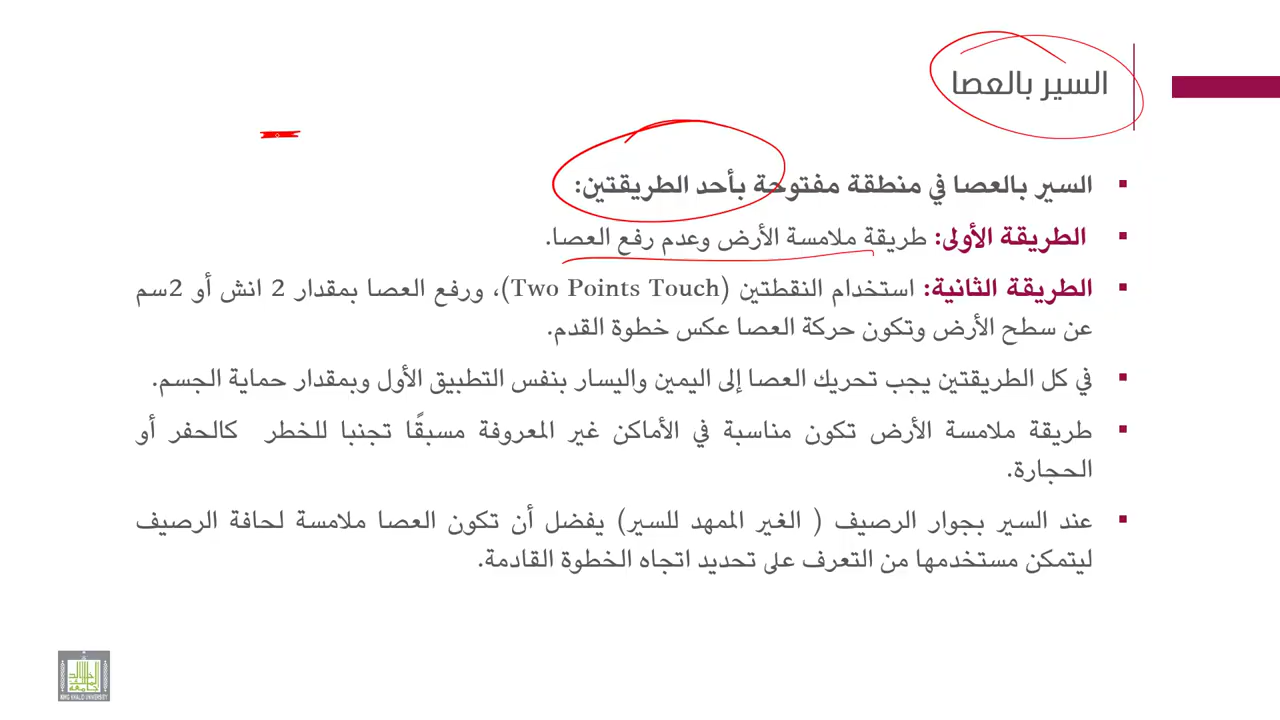 السير بالعصا
السير بالعصا في منطقة مفتوحة بأحد الطريقتين:
الطريقة الأولى: طريقة ملامسة الأرض وعدم رفع العصا.
الطريقة الثانية: استخدام النقطتين (Two Points Touch)، ورفع العصا بمقدار 2 انش أو 2سم
عن سطح الأرض وتكون حركة العصا عكس خطوة القدم.
في كل الطريقتين يجب تحريك العصا إلى اليمين واليسار بنفس التطبيق الأول وبمقدار حماية الجسم.
طريقة ملامسة الأرض تكون مناسبة في الأماكن غير المعروفة مسبقًا تجنبا للخطر كالحفر أو
الحجارة.
عند السير بجوار الرصيف ( الغير الممهد للسير) يفضل أن تكون العصا ملامسة لحافة الرصيف
ليتمكن مستخدمها من التعرف على تحديد اتجاه الخطوة القادمة.
KING KHALID UNIVERSITY